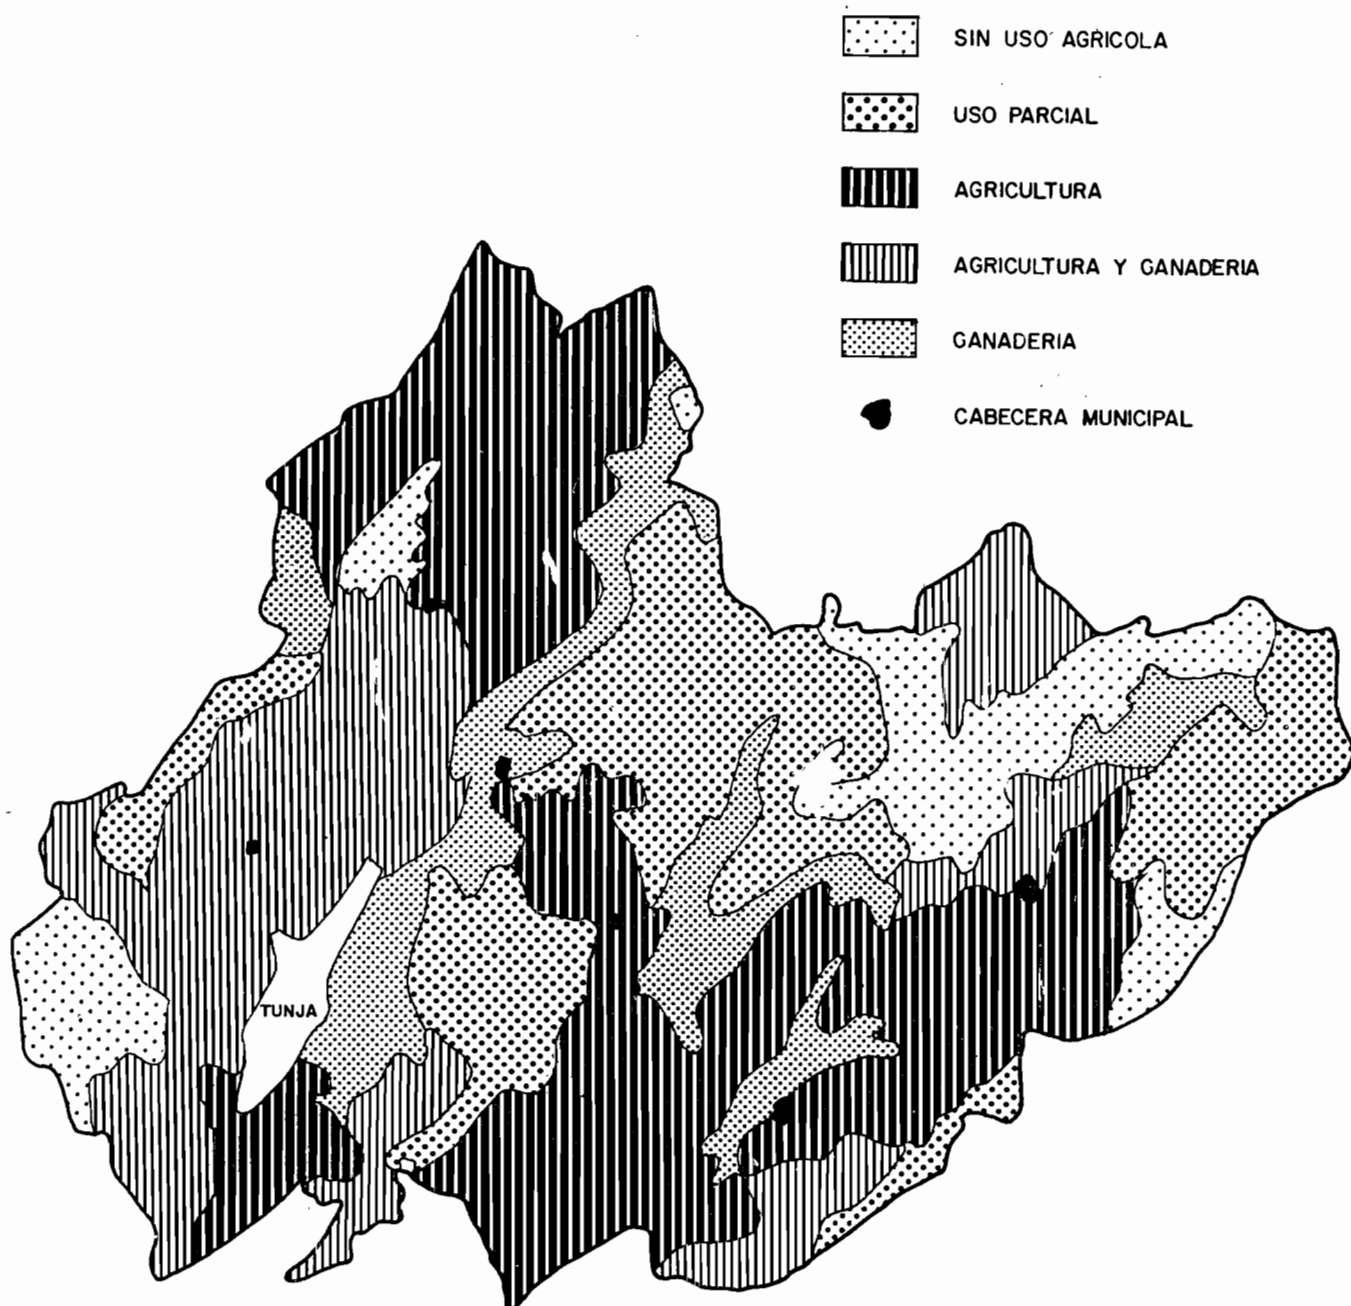 SIN USO AGRICOLA
USO PARCIAL
AGRICULTURA
AGRICULTURA Y GANADERIA
GANADERIA
CABECERA MUNICIPAL
TUNJA